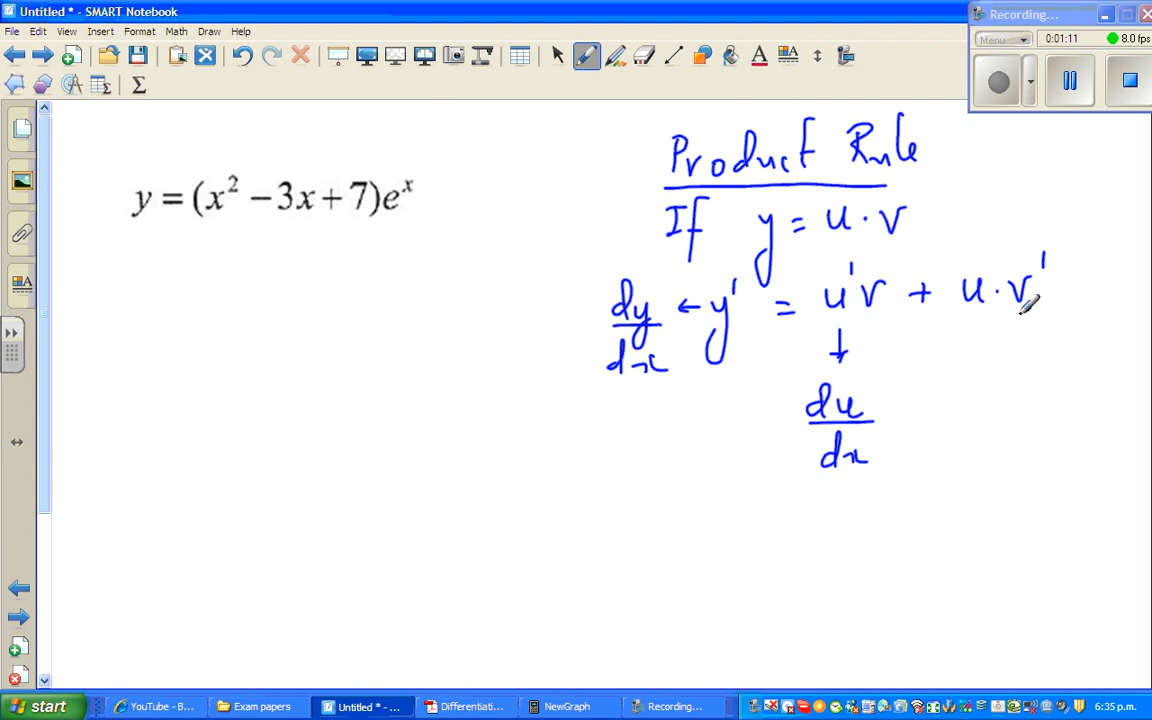 Untitled * - SMART Notebook
File Edit View Insert Format Math Draw Help
Recording...
Menu
0:01:11
8.0 fps
y = (x² − 3x + 7)eˣ
Product Rule
If y = u · v
dy/dx ← y' = u'v + u · v'
↓
du/dx
start
YouTube - B...
Exam papers
Untitled * - ...
Differentiati...
NewGraph
Recording...
6:35 p.m.